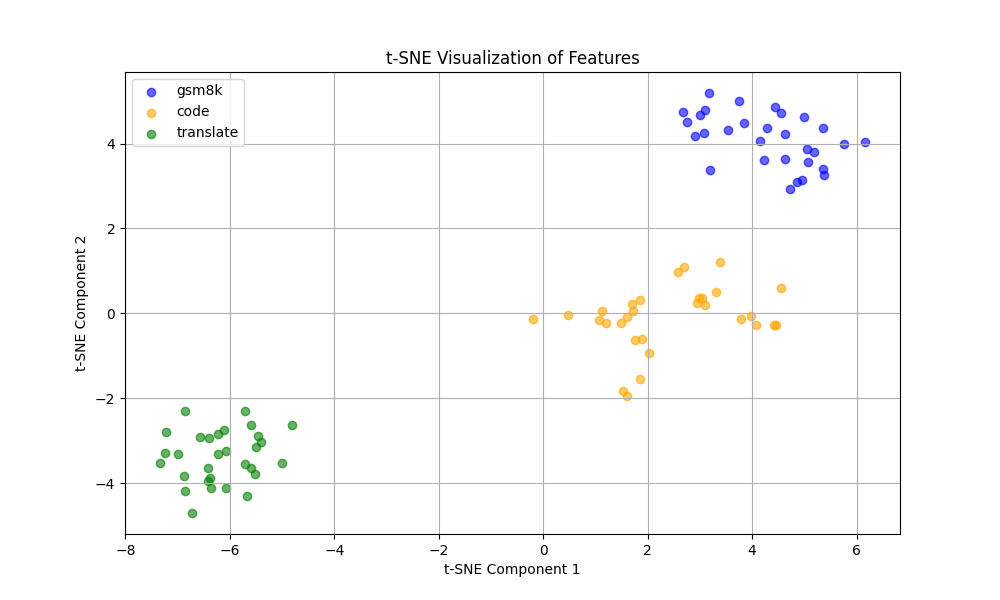 t-SNE Visualization of Features
gsm8k
code
translate
t-SNE Component 2
4
2
0
−2
−4
−8
−6
−4
−2
0
2
4
6
t-SNE Component 1